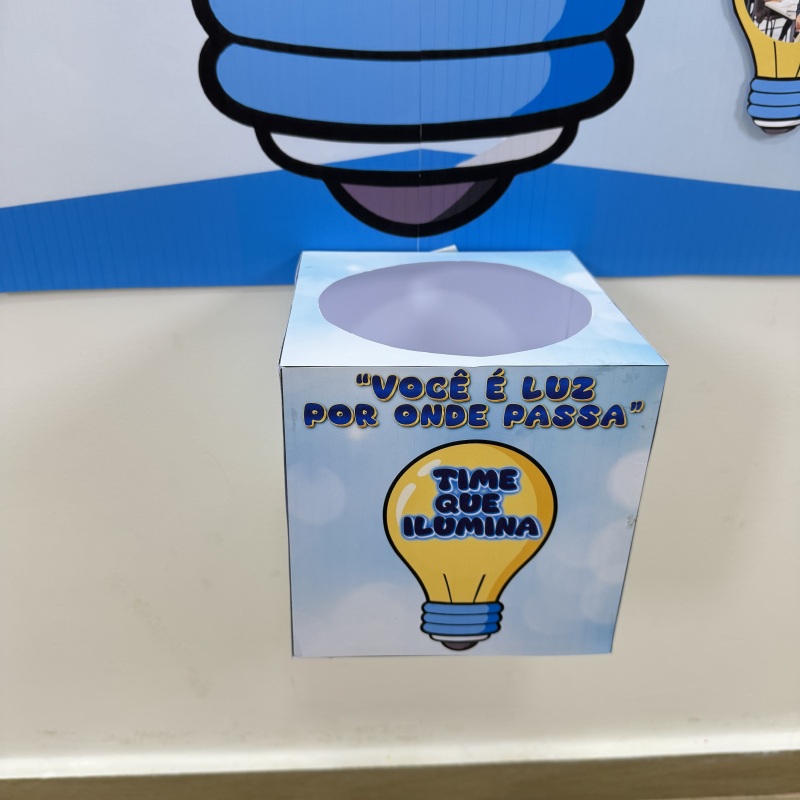 “VOCÊ É LUZ
POR ONDE PASSA”
TIME
QUE
ILUMINA